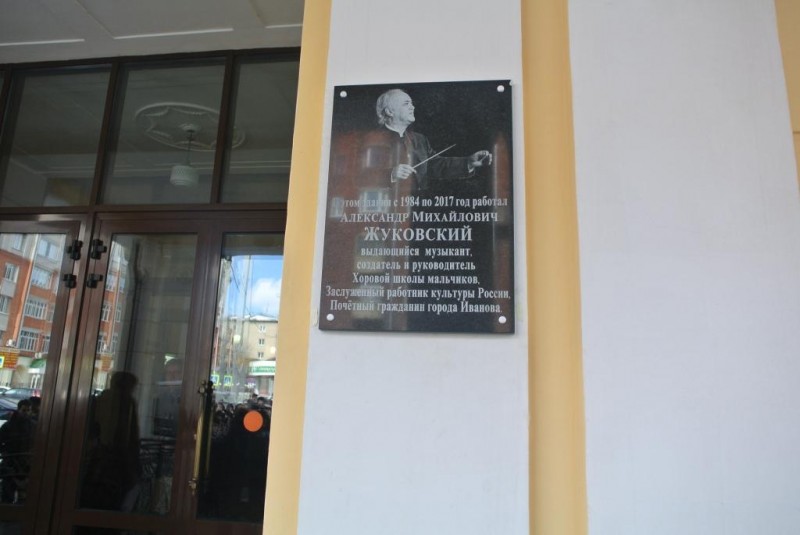 этом здании с 1984 по 2017 год работал
АЛЕКСАНДР МИХАЙЛОВИЧ
ЖУКОВСКИЙ
выдающийся музыкант,
создатель и руководитель
Хоровой школы мальчиков,
Заслуженный работник культуры России,
Почётный гражданин города Иванова.